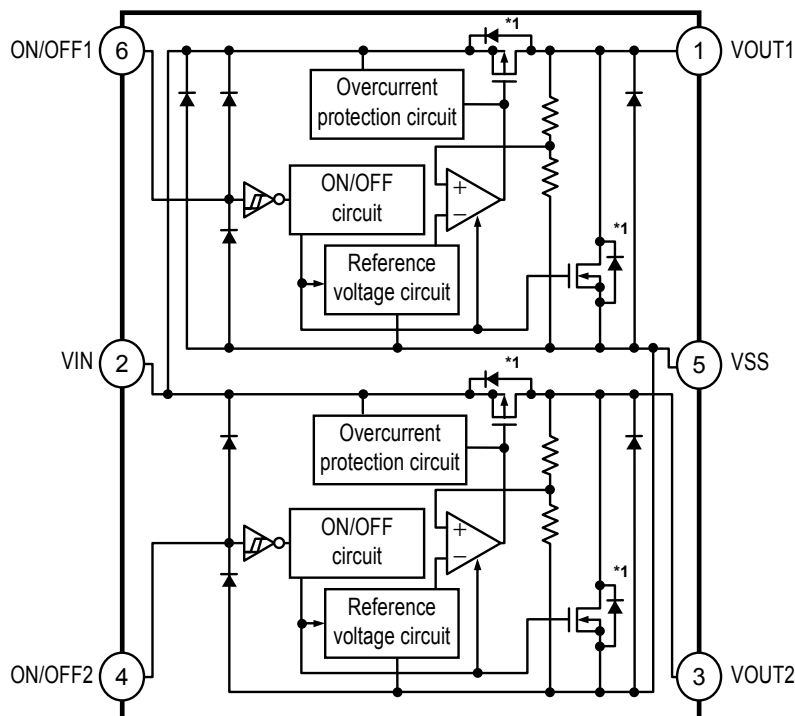 ON/OFF1
6
*1
1
VOUT1
Overcurrent
protection circuit
ON/OFF
circuit
+
−
*1
Reference
voltage circuit
VIN
2
5
VSS
*1
Overcurrent
protection circuit
ON/OFF
circuit
+
−
*1
Reference
voltage circuit
ON/OFF2
4
3
VOUT2